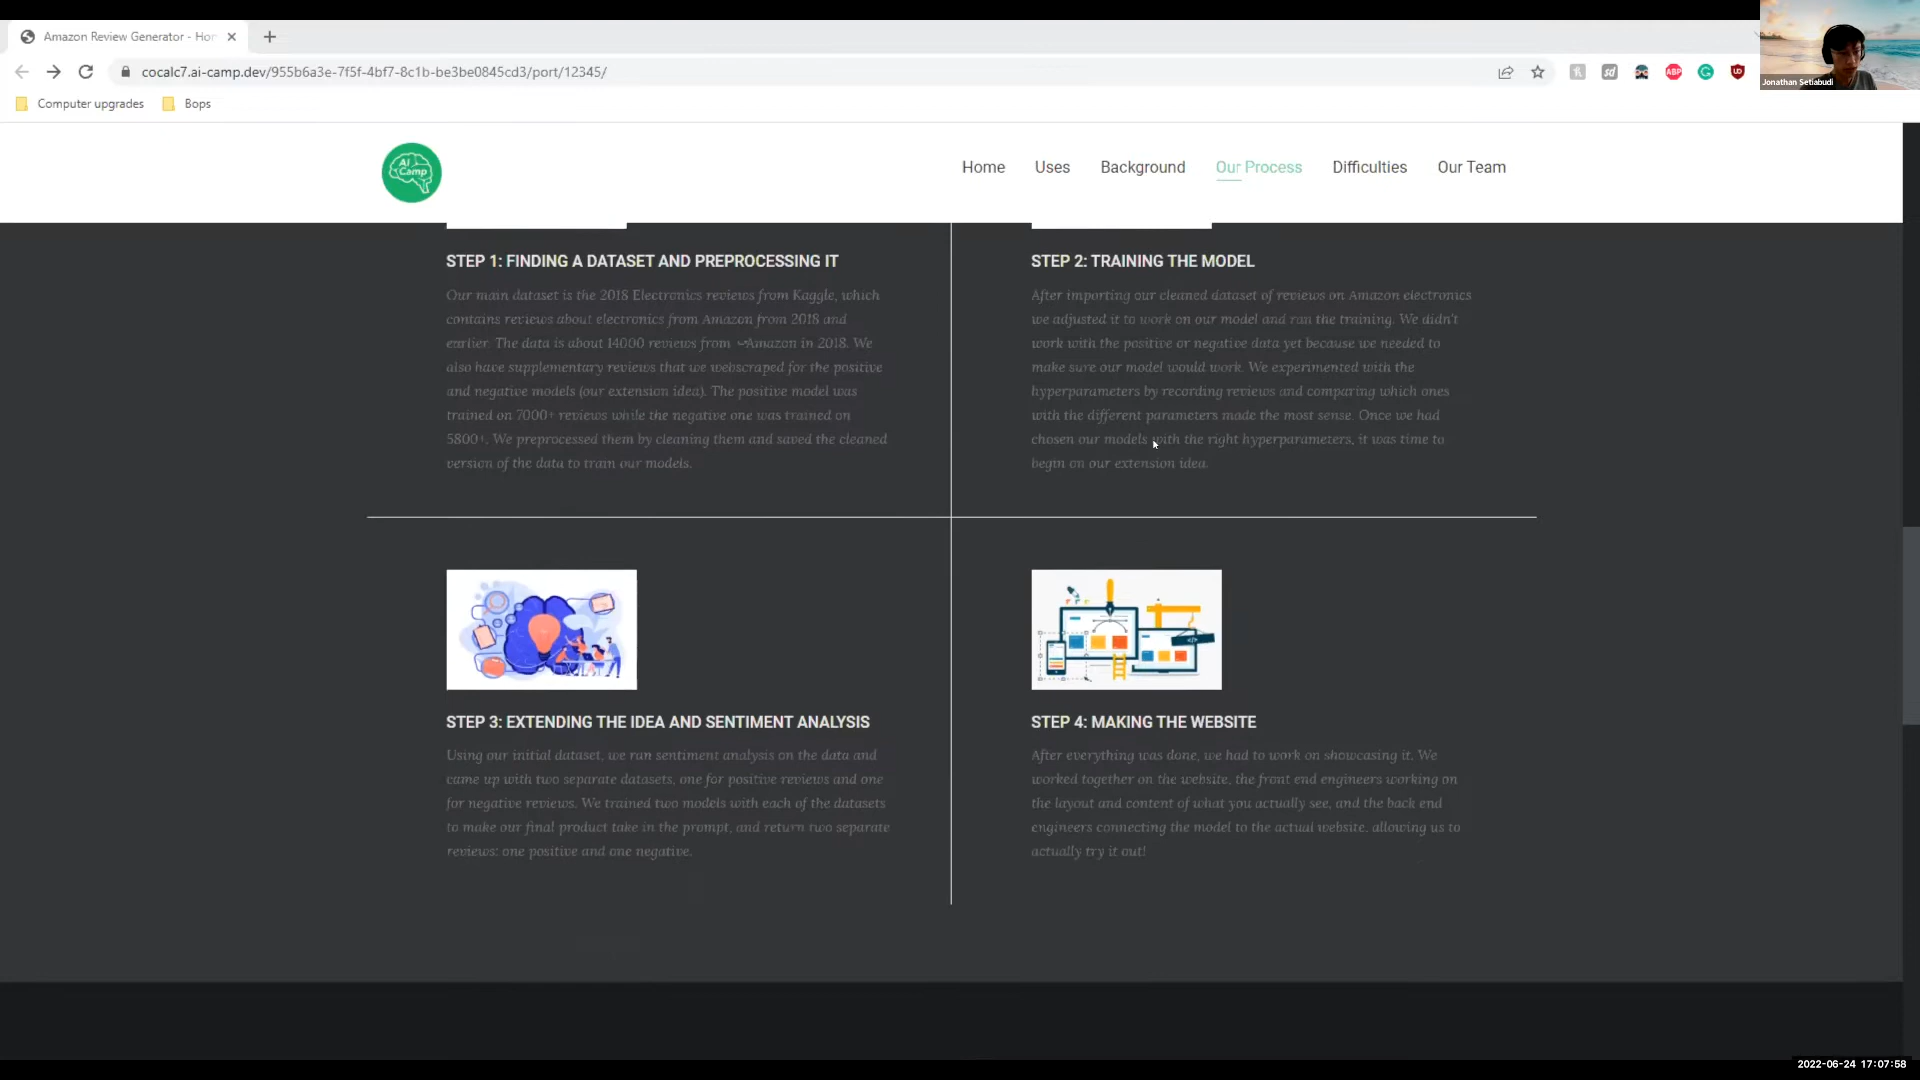 Amazon Review Generator - Hor
cocalc7.ai-camp.dev/955b6a3e-7f5f-4bf7-8c1b-be3be0845cd3/port/12345/
Computer upgrades
Bops
sd
ABP
Jonathan Setiabudi
AI
Camp
Home
Uses
Background
Our Process
Difficulties
Our Team
STEP 1: FINDING A DATASET AND PREPROCESSING IT
Our main dataset is the 2018 Electronics reviews from Kaggle, which
contains reviews about electronics from Amazon from 2018 and
earlier. The data is about 14000 reviews from ~Amazon in 2018. We
also have supplementary reviews that we webscraped for the positive
and negative models (our extension idea). The positive model was
trained on 7000+ reviews while the negative one was trained on
5800+. We preprocessed them by cleaning them and saved the cleaned
version of the data to train our models.
STEP 2: TRAINING THE MODEL
After importing our cleaned dataset of reviews on Amazon electronics
we adjusted it to work on our model and ran the training. We didn't
work with the positive or negative data yet because we needed to
make sure our model would work. We experimented with the
hyperparameters by recording reviews and comparing which ones
with the different parameters made the most sense. Once we had
chosen our models with the right hyperparameters, it was time to
begin on our extension idea.
STEP 3: EXTENDING THE IDEA AND SENTIMENT ANALYSIS
Using our initial dataset, we ran sentiment analysis on the data and
came up with two separate datasets, one for positive reviews and one
for negative reviews. We trained two models with each of the datasets
to make our final product take in the prompt, and return two separate
reviews: one positive and one negative.
STEP 4: MAKING THE WEBSITE
After everything was done, we had to work on showcasing it. We
worked together on the website, the front end engineers working on
the layout and content of what you actually see, and the back end
engineers connecting the model to the actual website, allowing us to
actually try it out!
2022-06-24 17:07:58